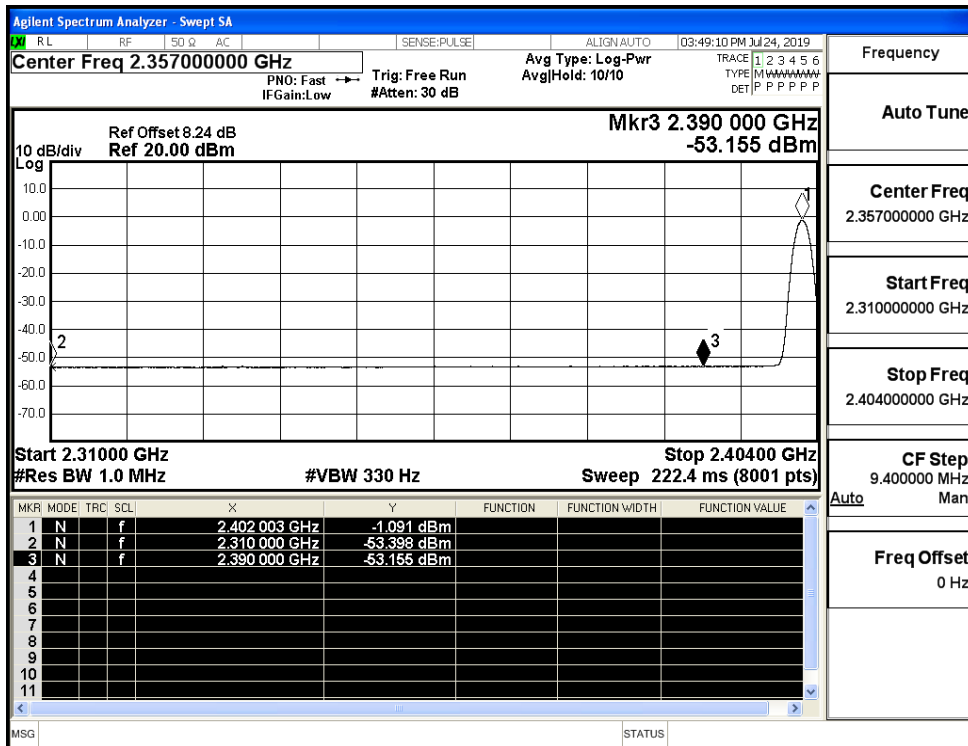 Agilent Spectrum Analyzer - Swept SA
LXI RL RF 50 Ω AC SENSE:PULSE ALIGN AUTO 03:49:10 PM Jul 24, 2019
Center Freq 2.357000000 GHz
PNO: Fast
IFGain:Low
Trig: Free Run
#Atten: 30 dB
Avg Type: Log-Pwr
Avg|Hold: 10/10
TRACE 1 2 3 4 5 6
TYPE M W W W W W
DET P P P P P P
Ref Offset 8.24 dB
Ref 20.00 dBm
10 dB/div
Log
Mkr3 2.390 000 GHz
-53.155 dBm
10.0
0.00
-10.0
-20.0
-30.0
-40.0
-50.0
-60.0
-70.0
1
2
3
Start 2.31000 GHz
Stop 2.40400 GHz
#Res BW 1.0 MHz
#VBW 330 Hz
Sweep 222.4 ms (8001 pts)
MKR MODE TRC SCL X Y FUNCTION FUNCTION WIDTH FUNCTION VALUE
1 N f 2.402 003 GHz -1.091 dBm
2 N f 2.310 000 GHz -53.398 dBm
3 N f 2.390 000 GHz -53.155 dBm
4
5
6
7
8
9
10
11
MSG
STATUS
Frequency
Auto Tune
Center Freq
2.357000000 GHz
Start Freq
2.310000000 GHz
Stop Freq
2.404000000 GHz
CF Step
9.400000 MHz
Auto Man
Freq Offset
0 Hz